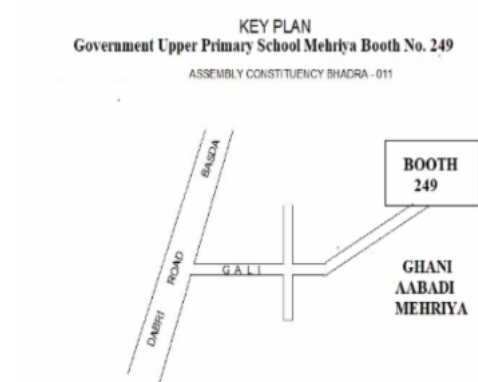 KEY PLAN
Government Upper Primary School Mehriya Booth No. 249
ASSEMBLY CONSTITUENCY BHADRA - 011
BASDA
BOOTH
249
ROAD
GALI
GHANI
AABADI
MEHRIYA
DABRI